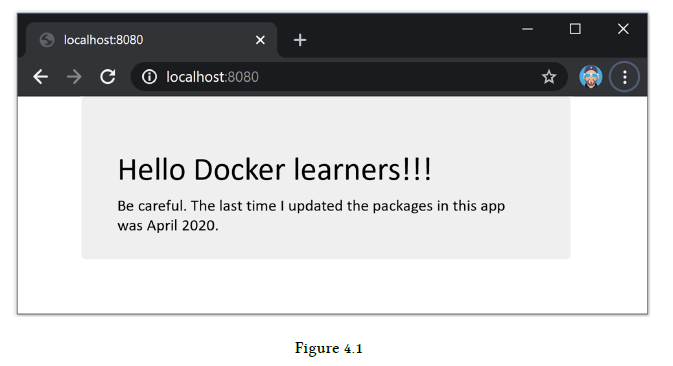 localhost:8080
localhost:8080
Hello Docker learners!!!
Be careful. The last time I updated the packages in this app
was April 2020.
Figure 4.1